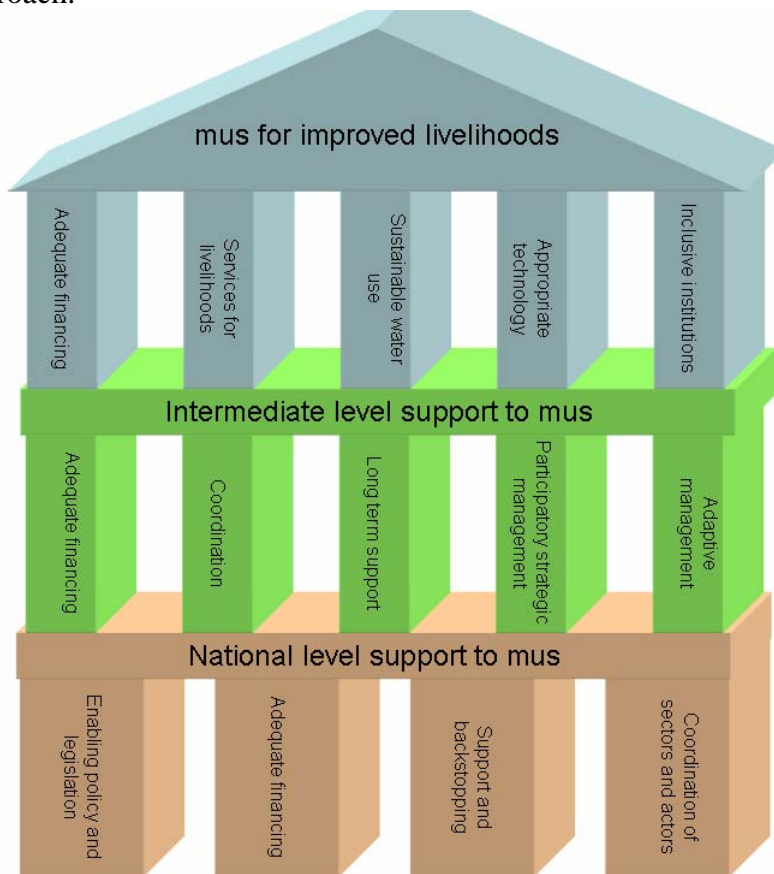 roach.
mus for improved livelihoods
Adequate financing
Services for
livelihoods
Sustainable water
use
Appropriate
technology
Inclusive institutions
Intermediate level support to mus
Adequate financing
Coordination
Long term support
Participatory strategic
management
Adaptive
management
National level support to mus
Enabling policy and
legislation
Adequate financing
Support and
backstopping
Coordination of
sectors and actors